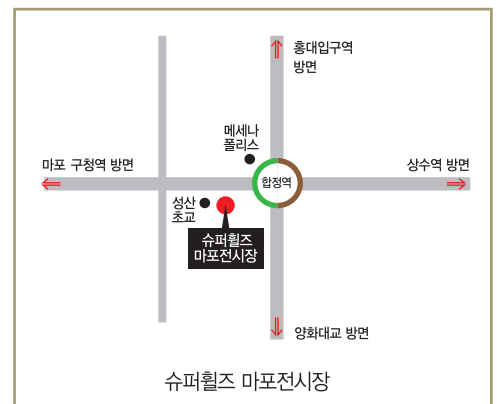 홍대입구역
방면
메세나
폴리스
마포 구청역 방면
합정역
상수역 방면
성산
초교
슈퍼휠즈
마포전시장
양화대교 방면
슈퍼휠즈 마포전시장